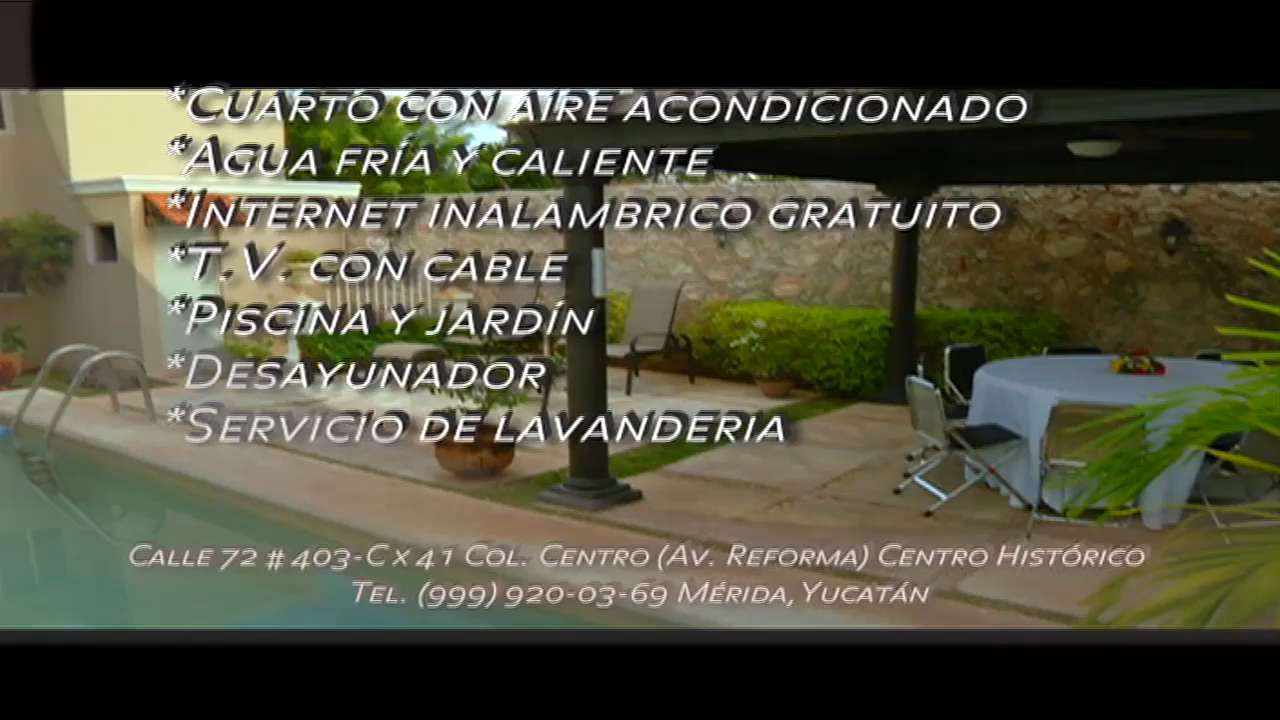 *Cuarto con aire acondicionado
*Agua fría y caliente
*Internet inalambrico gratuito
*T.V. con cable
*Piscina y jardín
*Desayunador
*Servicio de lavanderia
Calle 72 # 403-C x 41 Col. Centro (Av. Reforma) Centro Histórico
Tel. (999) 920-03-69 Mérida, Yucatán